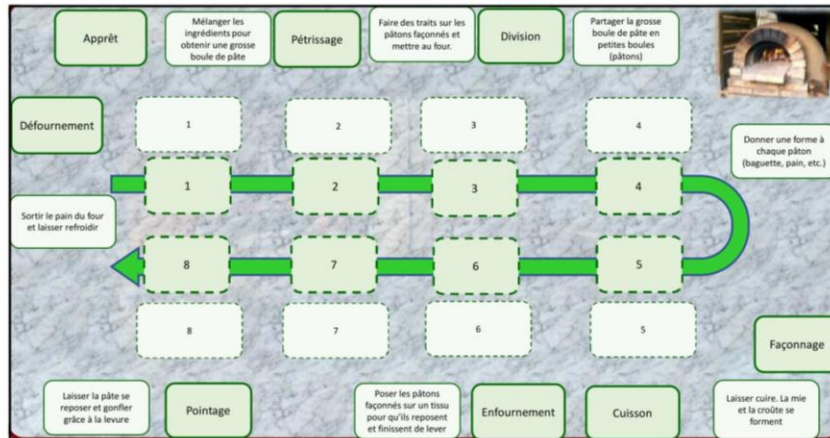 Apprêt
Mélanger les
ingrédients pour
obtenir une grosse
boule de pâte
Pétrissage
Faire des traits sur les
pâtons façonnés et
mettre au four.
Division
Partager la grosse
boule de pâte en
petites boules
(pâtons)
Défournement
1
2
3
4
Donner une forme à
chaque pâton
(baguette, pain, etc.)
1
2
3
4
Sortir le pain du four
et laisser refroidir
8
7
6
5
8
7
6
5
Façonnage
Laisser la pâte se
reposer et gonfler
grâce à la levure
Pointage
Poser les pâtons
façonnés sur un tissu
pour qu'ils reposent
et finissent de lever
Enfournement
Cuisson
Laisser cuire. La mie
et la croûte se
forment